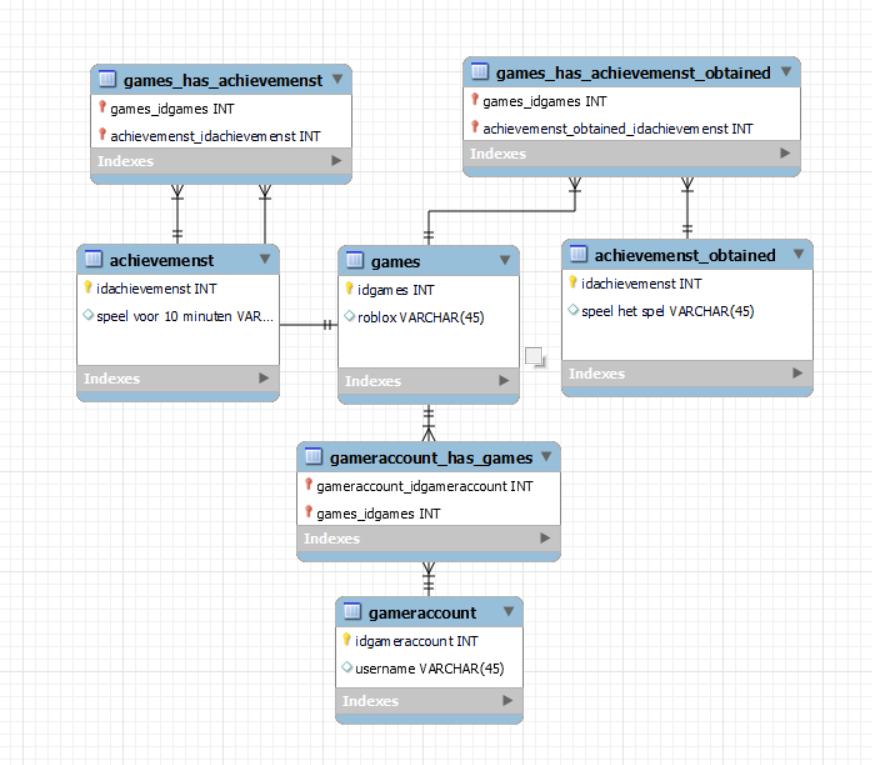 games_has_achievemenst
games_idgames INT
achievemenst_idachievemenst INT
Indexes
games_has_achievemenst_obtained
games_idgames INT
achievemenst_obtained_idachievemenst INT
Indexes
achievemenst
idachievemenst INT
speel voor 10 minuten VAR...
Indexes
games
idgames INT
roblox VARCHAR(45)
Indexes
achievemenst_obtained
idachievemenst INT
speel het spel VARCHAR(45)
Indexes
gameraccount_has_games
gameraccount_idgameraccount INT
games_idgames INT
Indexes
gameraccount
idgameraccount INT
username VARCHAR(45)
Indexes